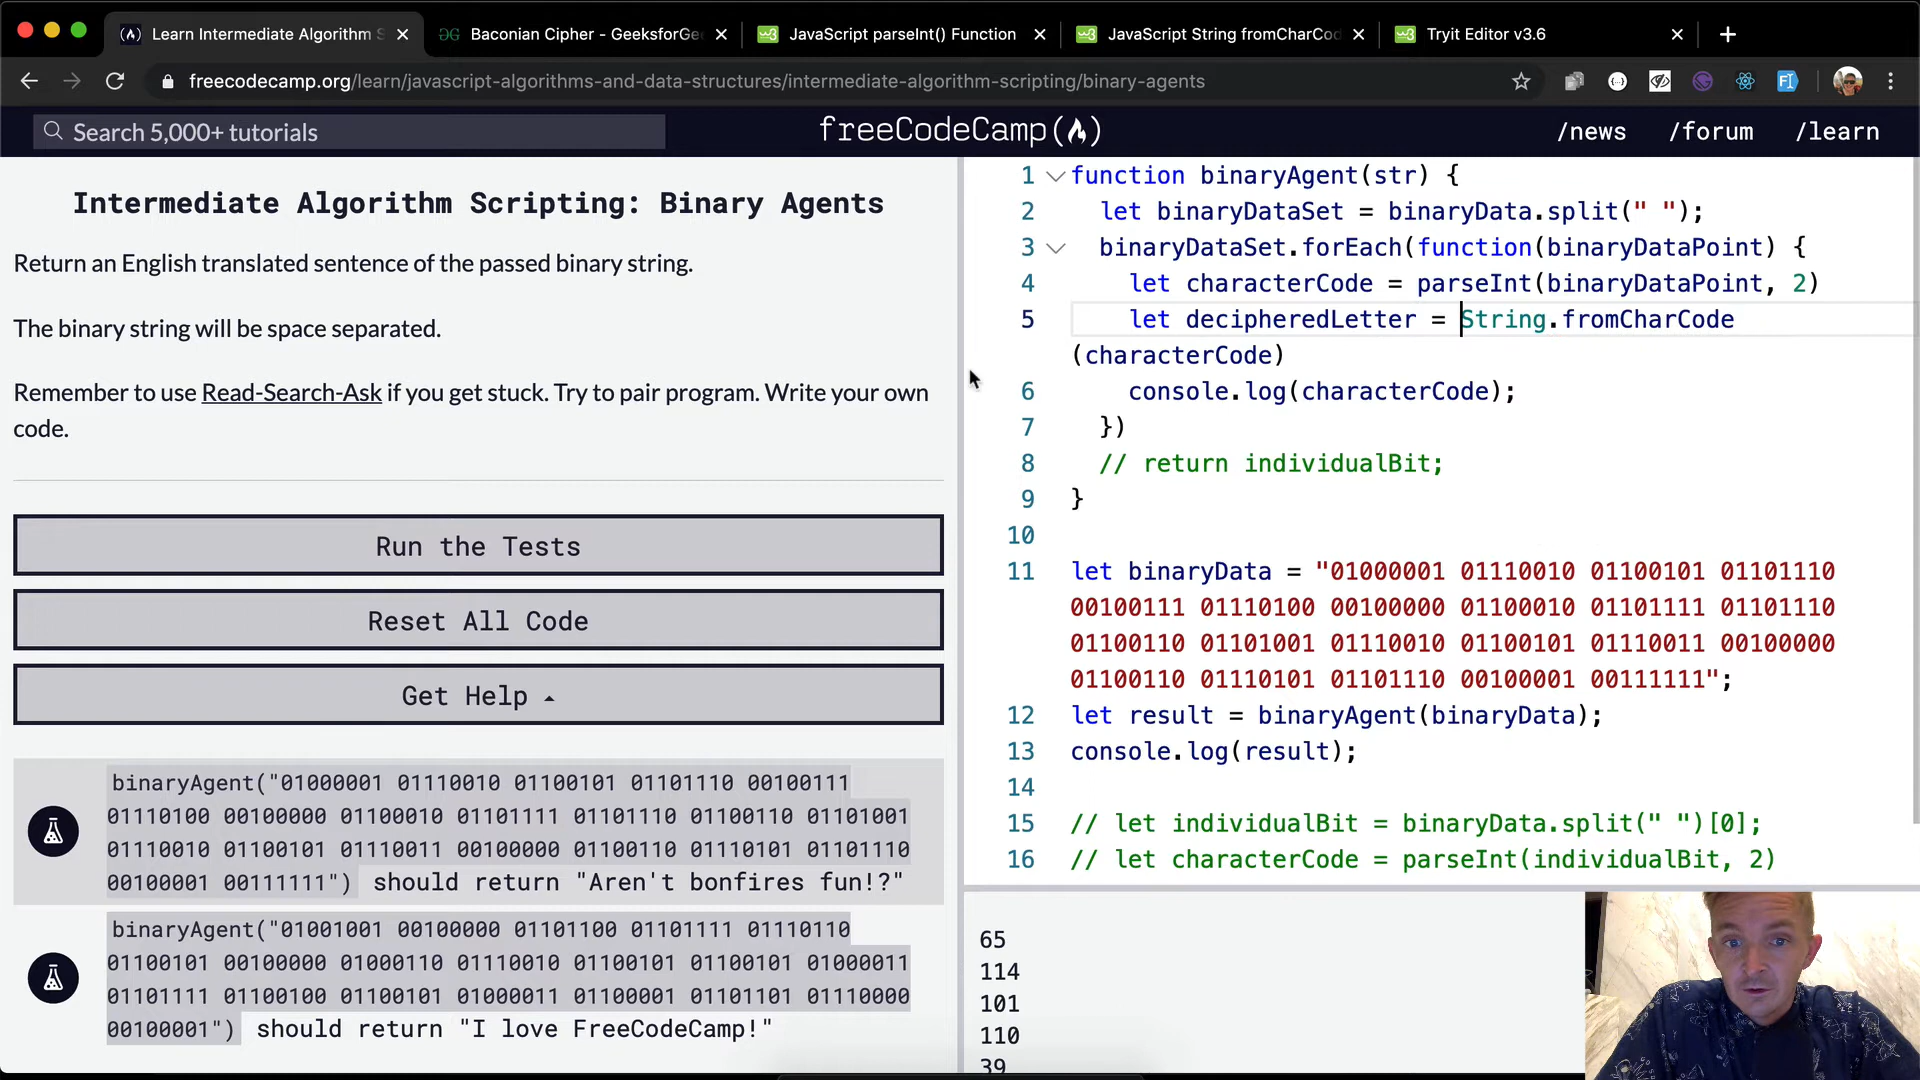 Learn Intermediate Algorithm S
Baconian Cipher - GeeksforGe
JavaScript parseInt() Function
JavaScript String fromCharCo
Tryit Editor v3.6
freecodecamp.org/learn/javascript-algorithms-and-data-structures/intermediate-algorithm-scripting/binary-agents
Search 5,000+ tutorials
freeCodeCamp
/news /forum /learn
Intermediate Algorithm Scripting: Binary Agents
Return an English translated sentence of the passed binary string.
The binary string will be space separated.
Remember to use Read-Search-Ask if you get stuck. Try to pair program. Write your own
code.
Run the Tests
Reset All Code
Get Help
binaryAgent("01000001 01110010 01100101 01101110 00100111
01110100 00100000 01100010 01101111 01101110 01100110 01101001
01110010 01100101 01110011 00100000 01100110 01110101 01101110
00100001 00111111") should return "Aren't bonfires fun!?"
binaryAgent("01001001 00100000 01101100 01101111 01110110
01100101 00100000 01000110 01110010 01100101 01100101 01000011
01101111 01100100 01100101 01000011 01100001 01101101 01110000
00100001") should return "I love FreeCodeCamp!"
1 function binaryAgent(str) {
2 let binaryDataSet = binaryData.split(" ");
3 binaryDataSet.forEach(function(binaryDataPoint) {
4 let characterCode = parseInt(binaryDataPoint, 2)
5 let decipheredLetter = String.fromCharCode
(characterCode)
6 console.log(characterCode);
7 })
8 // return individualBit;
9 }
10
11 let binaryData = "01000001 01110010 01100101 01101110
00100111 01110100 00100000 01100010 01101111 01101110
01100110 01101001 01110010 01100101 01110011 00100000
01100110 01110101 01101110 00100001 00111111";
12 let result = binaryAgent(binaryData);
13 console.log(result);
14
15 // let individualBit = binaryData.split(" ")[0];
16 // let characterCode = parseInt(individualBit, 2)
65
114
101
110
39